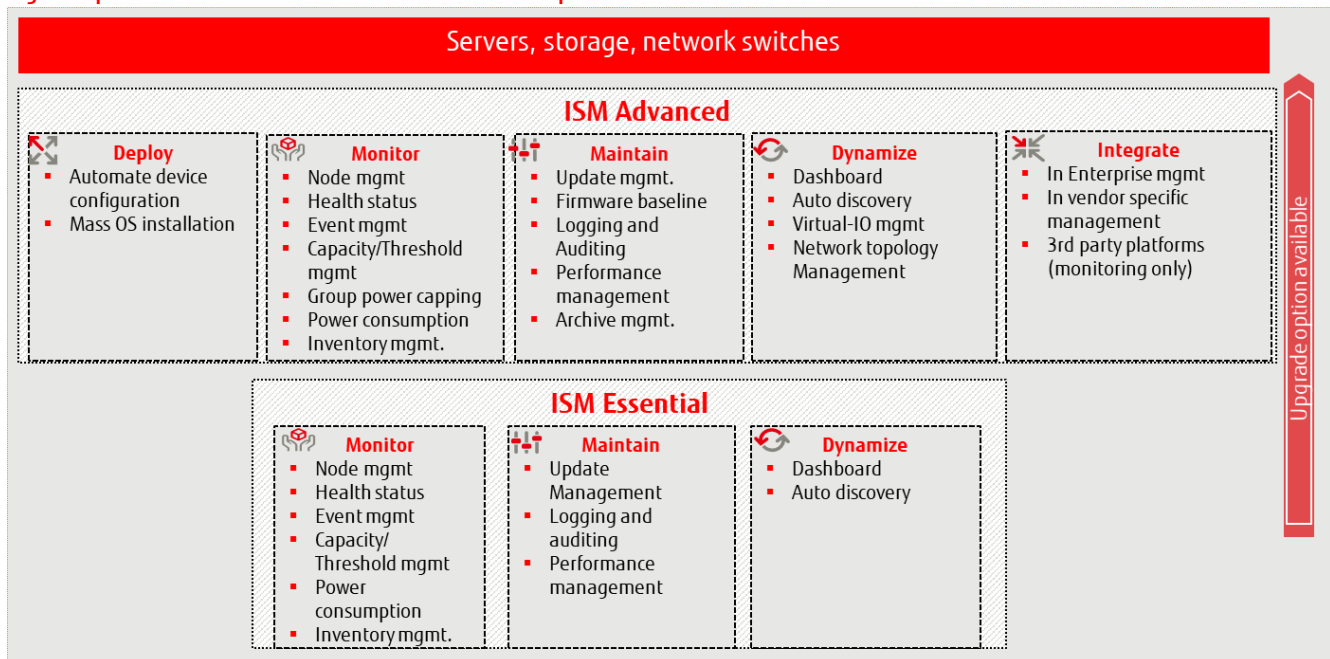 Servers, storage, network switches
ISM Advanced
Deploy
▪ Automate device
configuration
▪ Mass OS installation
Monitor
▪ Node mgmt
▪ Health status
▪ Event mgmt
▪ Capacity/Threshold
mgmt
▪ Group power capping
▪ Power consumption
▪ Inventory mgmt.
Maintain
▪ Update mgmt.
▪ Firmware baseline
▪ Logging and
Auditing
▪ Performance
management
▪ Archive mgmt.
Dynamize
▪ Dashboard
▪ Auto discovery
▪ Virtual-IO mgmt
▪ Network topology
Management
Integrate
▪ In Enterprise mgmt
▪ In vendor specific
management
▪ 3rd party platforms
(monitoring only)
Upgrade option available
ISM Essential
Monitor
▪ Node mgmt
▪ Health status
▪ Event mgmt
▪ Capacity/
Threshold mgmt
▪ Power
consumption
▪ Inventory mgmt.
Maintain
▪ Update
Management
▪ Logging and
auditing
▪ Performance
management
Dynamize
▪ Dashboard
▪ Auto discovery